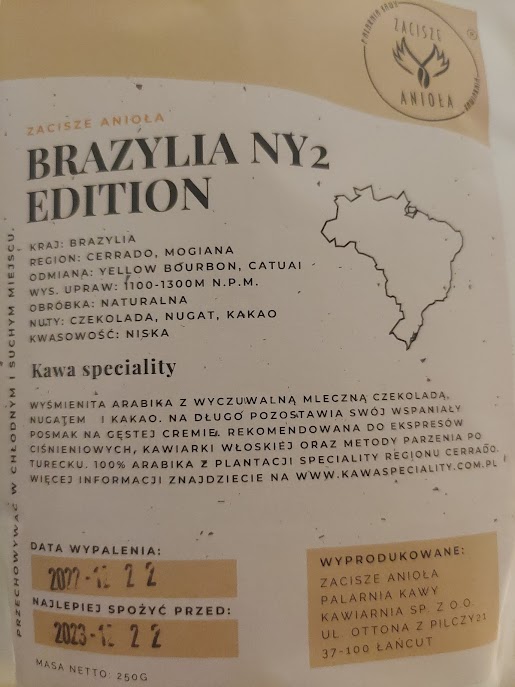 PALARNIA KAWY
ZACISZE
ANIOŁA
®
ZACISZE ANIOŁA
BRAZYLIA NY2
EDITION
KRAJ: BRAZYLIA
REGION: CERRADO, MOGIANA
ODMIANA: YELLOW BOURBON, CATUAI
WYS. UPRAW: 1100-1300M N.P.M.
OBRÓBKA: NATURALNA
NUTY: CZEKOLADA, NUGAT, KAKAO
KWASOWOŚĆ: NISKA
Kawa speciality
WYŚMIENITA ARABIKA Z WYCZUWALNĄ MLECZNĄ CZEKOLADĄ,
NUGATEM I KAKAO. NA DŁUGO POZOSTAWIA SWÓJ WSPANIAŁY
POSMAK NA GĘSTEJ CREMIE. REKOMENDOWANA DO EKSPRESÓW
CIŚNIENIOWYCH, KAWIARKI WŁOSKIEJ ORAZ METODY PARZENIA PO
TURECKU. 100% ARABIKA Z PLANTACJI SPECIALITY REGIONU CERRADO.
WIĘCEJ INFORMACJI ZNAJDZIECIE NA WWW.KAWASPECIALITY.COM.PL
PRZECHOWYWAĆ W CHŁODNYM I SUCHYM MIEJSCU.
DATA WYPALENIA:
2022-1 22
NAJLEPIEJ SPOŻYĆ PRZED:
2023-1 22
MASA NETTO: 250G
WYPRODUKOWANE:
ZACISZE ANIOŁA
PALARNIA KAWY
KAWIARNIA SP. Z O.O.
UL. OTTONA Z PILCZY21
37-100 ŁAŃCUT